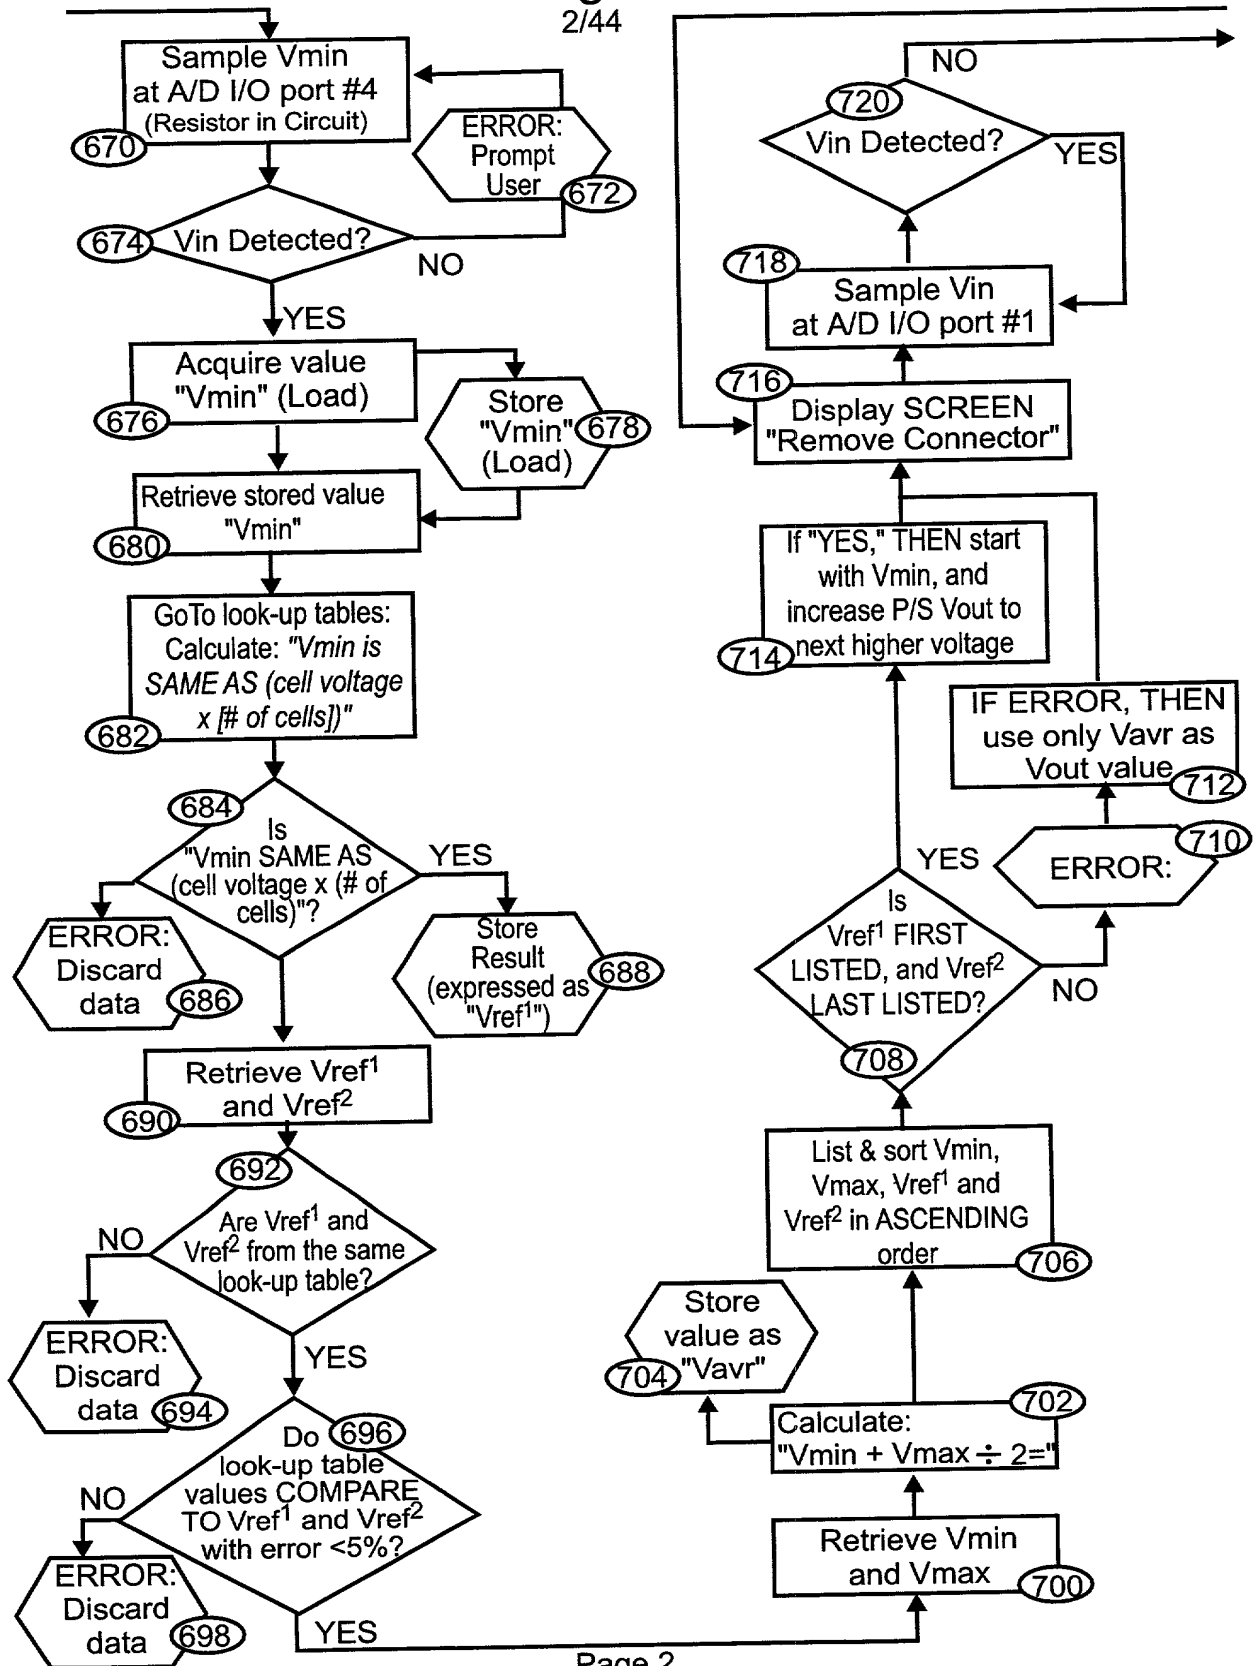 2/44
Sample Vmin
at A/D I/O port #4
(Resistor in Circuit)
670
ERROR:
Prompt
User
672
674
Vin Detected?
NO
YES
Acquire value
"Vmin" (Load)
676
Store
"Vmin"
(Load)
678
Retrieve stored value
"Vmin"
680
GoTo look-up tables:
Calculate: "Vmin is
SAME AS (cell voltage
x [# of cells])"
682
684
Is
"Vmin SAME AS
(cell voltage x (# of
cells)"?
YES
ERROR:
Discard
data
686
Store
Result
(expressed as
"Vref¹")
688
Retrieve Vref¹
and Vref²
690
692
Are Vref¹ and
Vref² from the same
look-up table?
NO
YES
ERROR:
Discard
data
694
696
Do
look-up table
values COMPARE
TO Vref¹ and Vref²
with error <5%?
NO
YES
ERROR:
Discard
data
698
NO
720
Vin Detected?
YES
718
Sample Vin
at A/D I/O port #1
716
Display SCREEN
"Remove Connector"
If "YES," THEN start
with Vmin, and
increase P/S Vout to
next higher voltage
714
IF ERROR, THEN
use only Vavr as
Vout value
712
710
ERROR:
YES
Is
Vref¹ FIRST
LISTED, and Vref²
LAST LISTED?
NO
708
List & sort Vmin,
Vmax, Vref¹ and
Vref² in ASCENDING
order
706
Store
value as
"Vavr"
704
702
Calculate:
"Vmin + Vmax ÷ 2="
Retrieve Vmin
and Vmax
700
Page 2